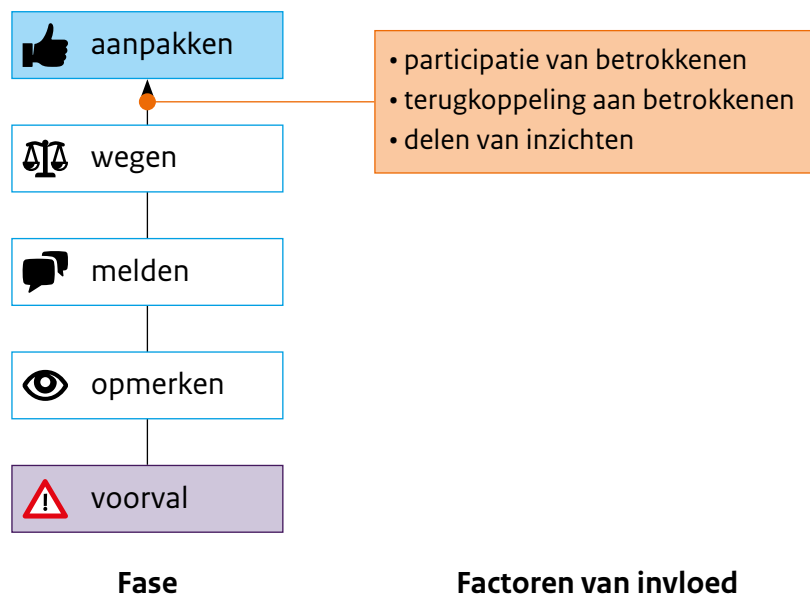 aanpakken
• participatie van betrokkenen
• terugkoppeling aan betrokkenen
• delen van inzichten
wegen
melden
opmerken
voorval
Fase
Factoren van invloed